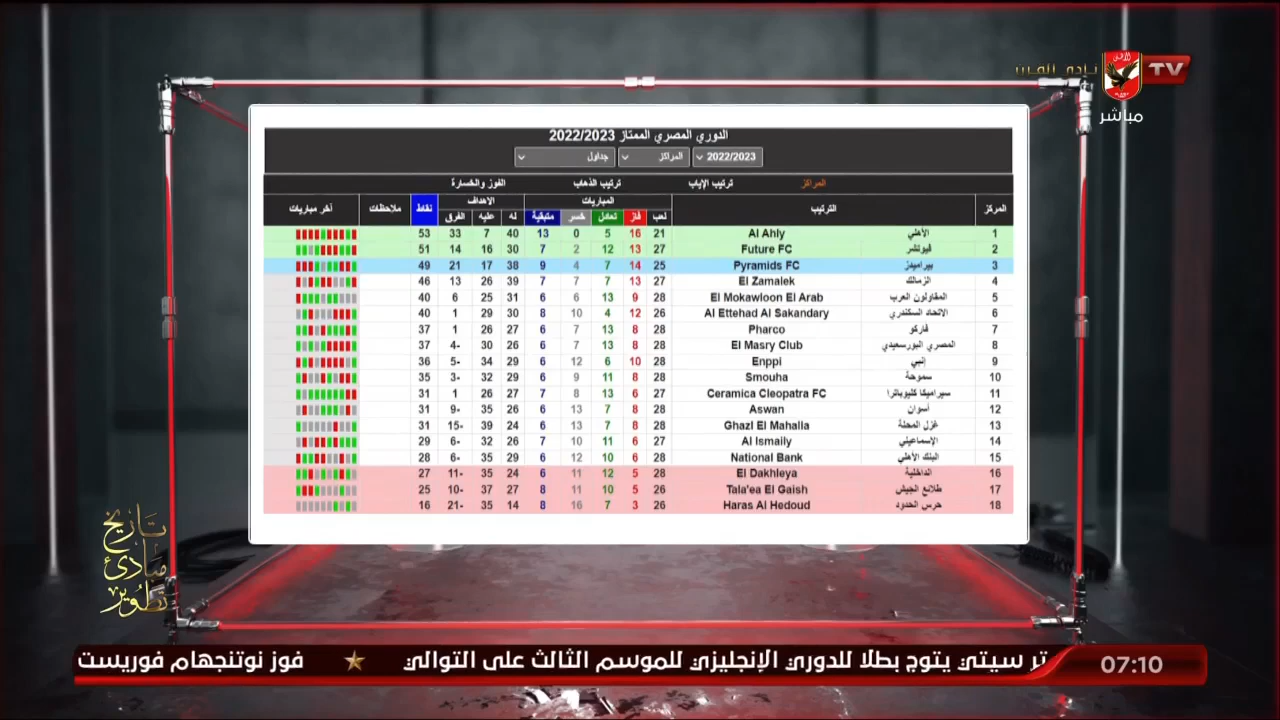 نادي القرن
TV
مباشر
الدوري المصري الممتاز 2022/2023
2022/2023 المراكز جداول
المراكز ترتيب الإياب ترتيب الذهاب الفوز والخسارة
المركز الترتيب المباريات الاهداف نقاط ملاحظات آخر مباريات
لعب فاز تعادل خسر متبقية له عليه الفرق
1 الأهلي Al Ahly 21 16 5 0 13 40 7 33 53
2 فيوتشر Future FC 27 13 12 2 7 30 16 14 51
3 بيراميدز Pyramids FC 25 14 7 4 9 38 17 21 49
4 الزمالك El Zamalek 27 13 7 7 7 39 26 13 46
5 المقاولون العرب El Mokawloon El Arab 28 9 13 6 6 31 25 6 40
6 الاتحاد السكندري Al Ettehad Al Sakandary 26 12 4 10 8 30 29 1 40
7 فاركو Pharco 28 8 13 7 6 27 26 1 37
8 المصري البورسعيدي El Masry Club 28 8 13 7 6 26 30 4- 37
9 إنبي Enppi 28 10 6 12 6 29 34 5- 36
10 سموحة Smouha 28 8 11 9 6 29 32 3- 35
11 سيراميكا كليوباترا Ceramica Cleopatra FC 27 6 13 8 7 27 26 1 31
12 أسوان Aswan 28 8 7 13 6 26 35 9- 31
13 غزل المحلة Ghazl El Mahalla 28 8 7 13 6 24 39 15- 31
14 الإسماعيلي Al Ismaily 27 6 11 10 7 26 32 6- 29
15 البنك الأهلي National Bank 28 6 10 12 6 29 35 6- 28
16 الداخلية El Dakhleya 28 5 12 11 6 24 35 11- 27
17 طلائع الجيش Tala'ea El Gaish 26 5 10 11 8 27 37 10- 25
18 حرس الحدود Haras Al Hedoud 26 3 7 16 8 14 35 21- 16
تاريخ
مبادئ
تطوير
07:10 تر سيتي يتوج بطلا للدوري الإنجليزي للموسم الثالث على التوالي فوز نوتنجهام فوريست